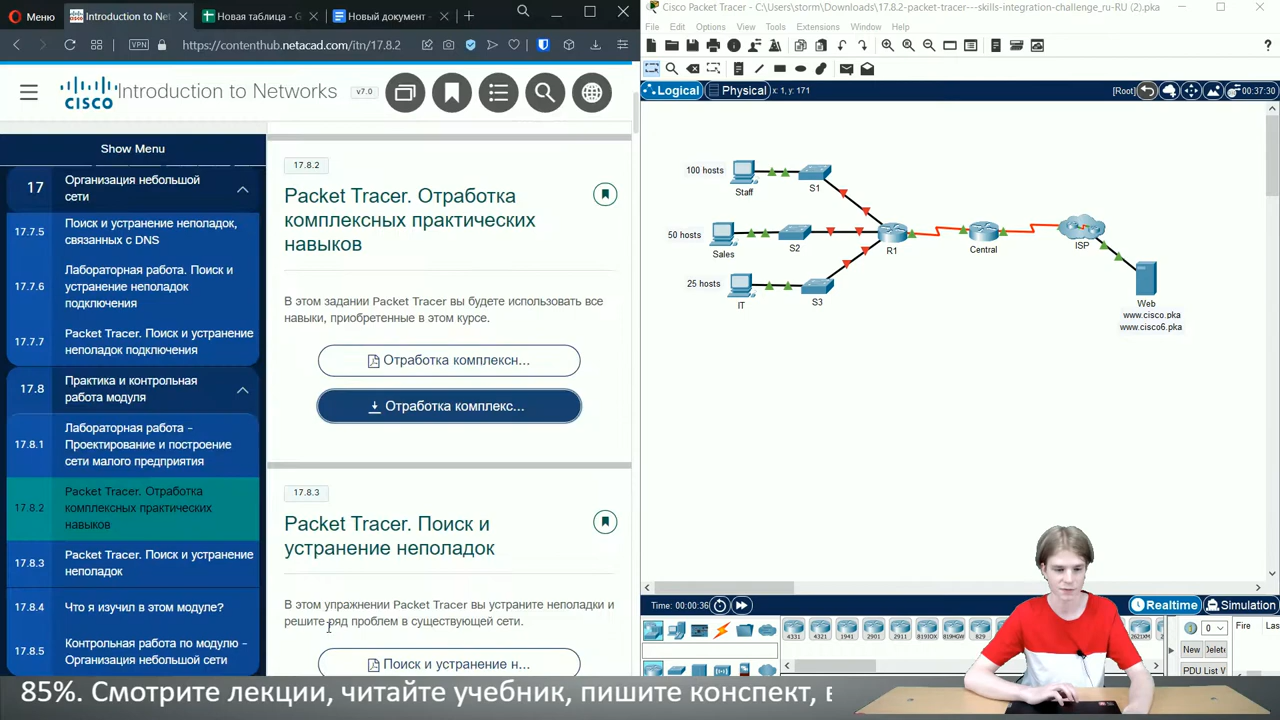 Меню
Introduction to Net
Новая таблица - G
Новый документ -
VPN
https://contenthub.netacad.com/itn/17.8.2
CISCO
Introduction to Networks
v7.0
Show Menu
17
Организация небольшой
сети
17.7.5
Поиск и устранение неполадок,
связанных с DNS
17.7.6
Лабораторная работа. Поиск и
устранение неполадок
подключения
17.7.7
Packet Tracer. Поиск и устранение
неполадок подключения
17.8
Практика и контрольная
работа модуля
17.8.1
Лабораторная работа –
Проектирование и построение
сети малого предприятия
17.8.2
Packet Tracer. Отработка
комплексных практических
навыков
17.8.3
Packet Tracer. Поиск и устранение
неполадок
17.8.4
Что я изучил в этом модуле?
17.8.5
Контрольная работа по модулю -
Организация небольшой сети
17.8.2
Packet Tracer. Отработка
комплексных практических
навыков
В этом задании Packet Tracer вы будете использовать все
навыки, приобретенные в этом курсе.
Отработка комплексн...
Отработка комплекс...
17.8.3
Packet Tracer. Поиск и
устранение неполадок
В этом упражнении Packet Tracer вы устраните неполадки и
решите ряд проблем в существующей сети.
Поиск и устранение н...
Cisco Packet Tracer - C:\Users\storm\Downloads\17.8.2-packet-tracer---skills-integration-challenge_ru-RU (2).pka
File Edit Options View Tools Extensions Window Help
Logical
Physical
x: 1, y: 171
[Root]
00:37:30
100 hosts
Staff
S1
50 hosts
Sales
S2
25 hosts
IT
S3
R1
Central
ISP
Web
www.cisco.pka
www.cisco6.pka
Time: 00:00:36
Realtime
Simulation
4331
4321
1941
2901
2911
819IOX
819HGW
829
0
Fire
New
PDU List W
85%. Смотрите лекции, читайте учебник, пишите конспект, в